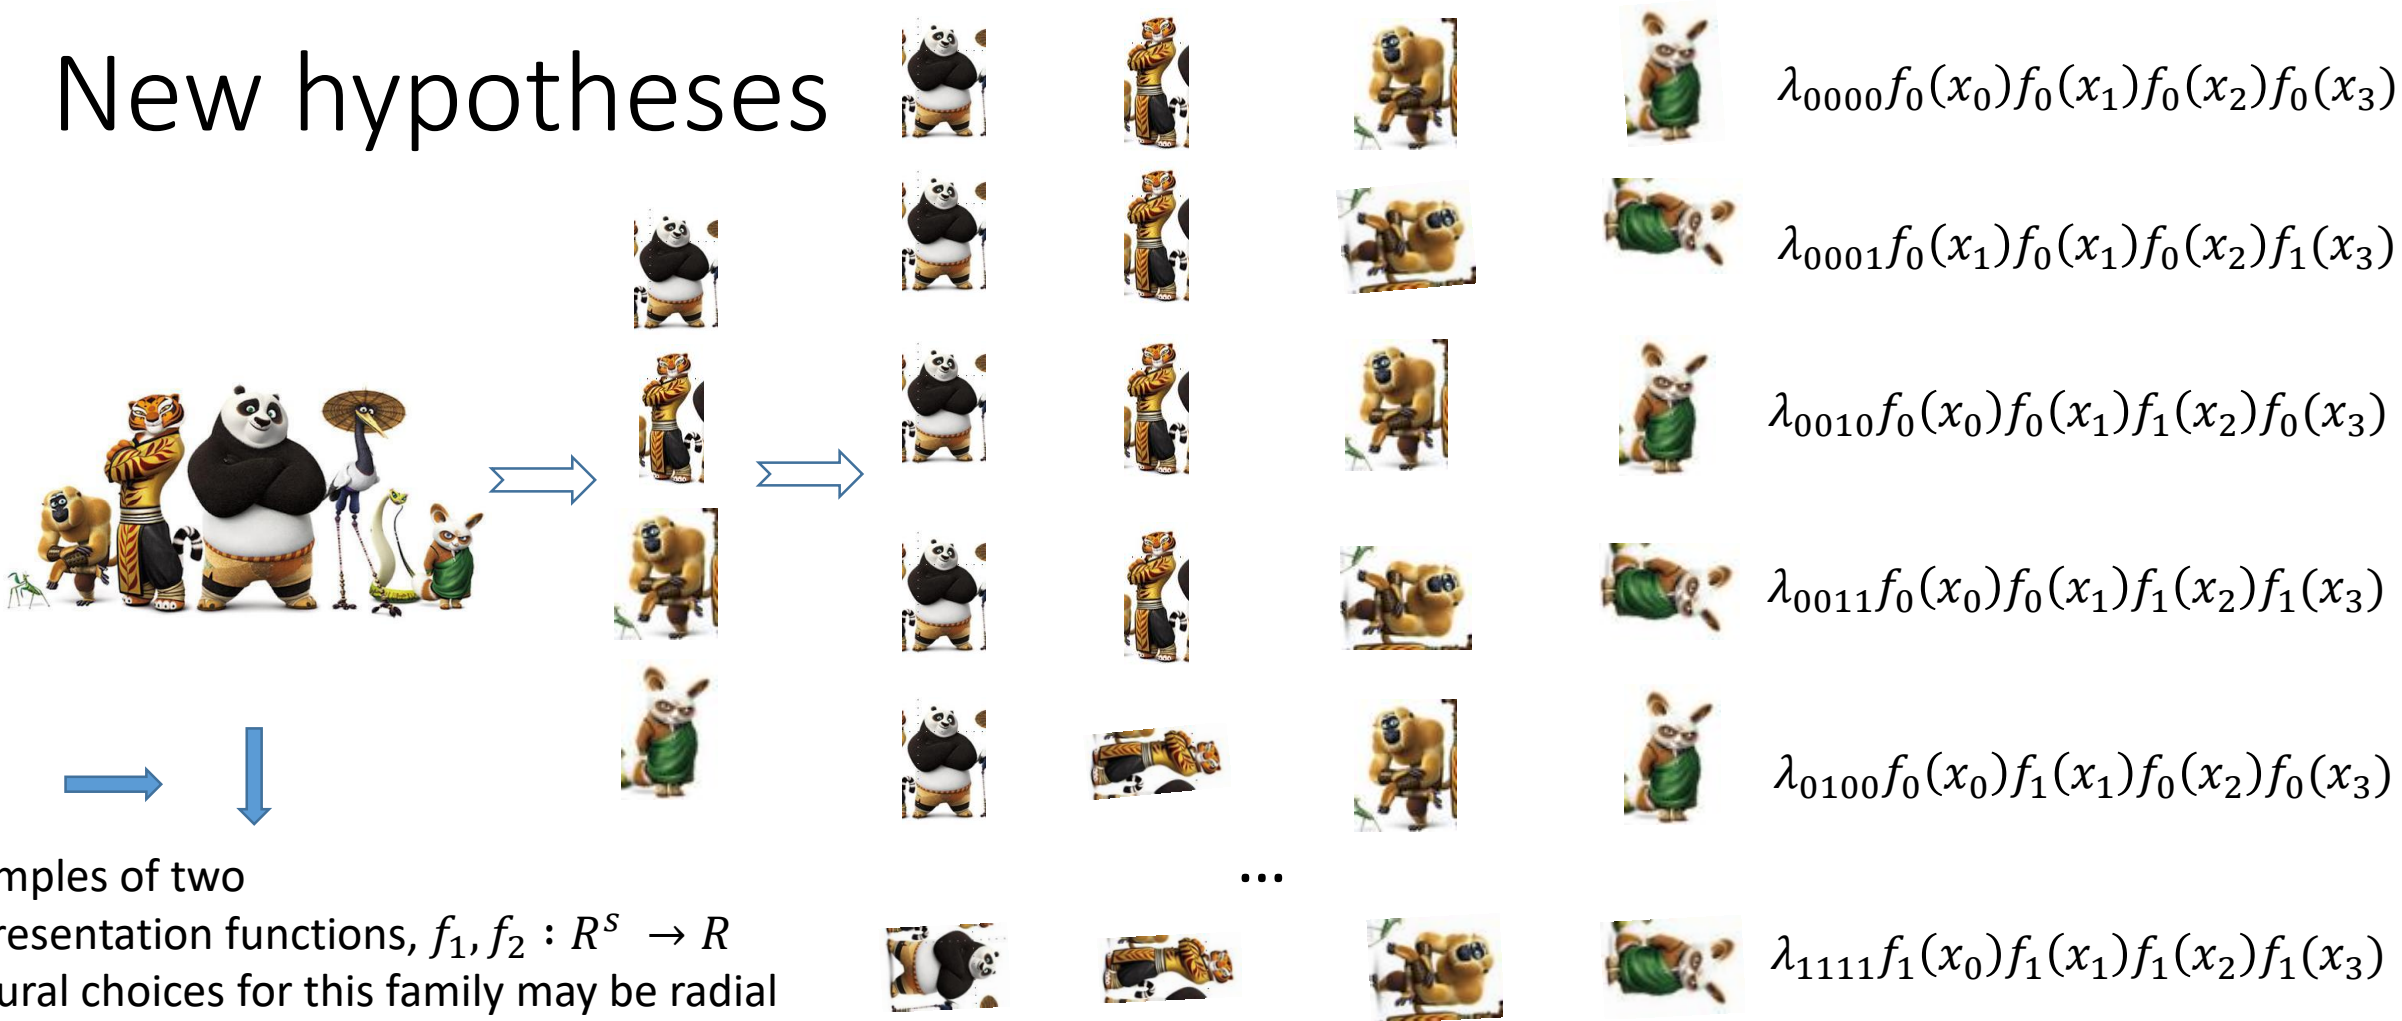 New hypotheses
λ₀₀₀₀f₀(x₀)f₀(x₁)f₀(x₂)f₀(x₃)
λ₀₀₀₁f₀(x₁)f₀(x₁)f₀(x₂)f₁(x₃)
λ₀₀₁₀f₀(x₀)f₀(x₁)f₁(x₂)f₀(x₃)
λ₀₀₁₁f₀(x₀)f₀(x₁)f₁(x₂)f₁(x₃)
λ₀₁₀₀f₀(x₀)f₁(x₁)f₀(x₂)f₀(x₃)
...
λ₁₁₁₁f₁(x₀)f₁(x₁)f₁(x₂)f₁(x₃)
mples of two
resentation functions, f₁, f₂ : Rˢ → R
ural choices for this family may be radial